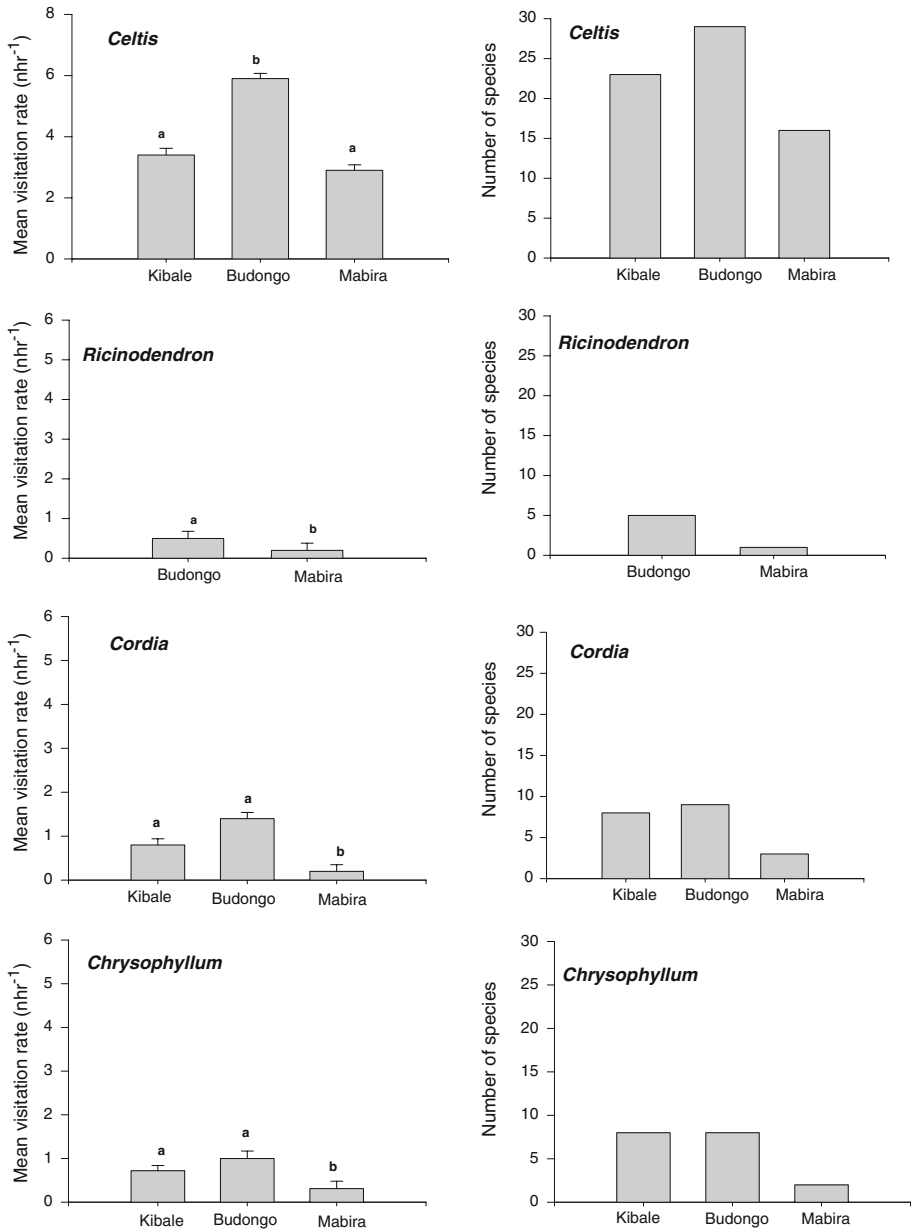 Celtis
Mean visitation rate (nhr-1)
8
6
4
2
0
a
b
a
Kibale
Budongo
Mabira
Celtis
Number of species
30
25
20
15
10
5
0
Kibale
Budongo
Mabira
Ricinodendron
Mean visitation rate (nhr-1)
6
5
4
3
2
1
0
a
b
Budongo
Mabira
Ricinodendron
Number of species
30
25
20
15
10
5
0
Budongo
Mabira
Cordia
Mean visitation rate (nhr-1)
6
5
4
3
2
1
0
a
a
b
Kibale
Budongo
Mabira
Cordia
Number of species
30
25
20
15
10
5
0
Kibale
Budongo
Mabira
Chrysophyllum
Mean visitation rate (nhr-1)
6
5
4
3
2
1
0
a
a
b
Kibale
Budongo
Mabira
Chrysophyllum
Number of species
30
25
20
15
10
5
0
Kibale
Budongo
Mabira